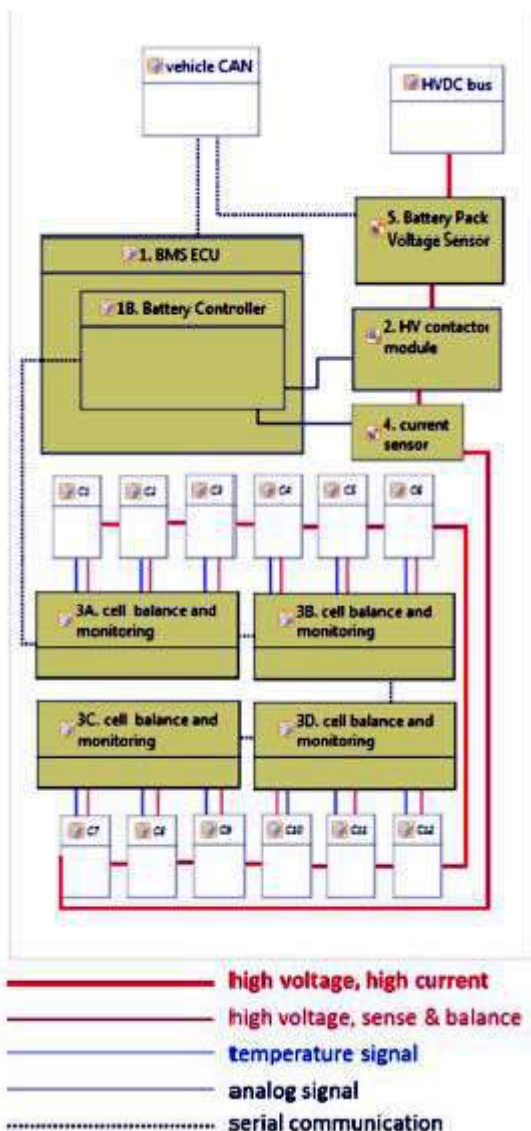 vehicle CAN
HVDC bus
5. Battery Pack
Voltage Sensor
1. BMS ECU
1B. Battery Controller
2. HV contactor
module
4. current
sensor
C1
C2
C3
C4
C5
C6
3A. cell balance and
monitoring
3B. cell balance and
monitoring
3C. cell balance and
monitoring
3D. cell balance and
monitoring
C7
C8
C9
C10
C11
C12
high voltage, high current
high voltage, sense & balance
temperature signal
analog signal
serial communication